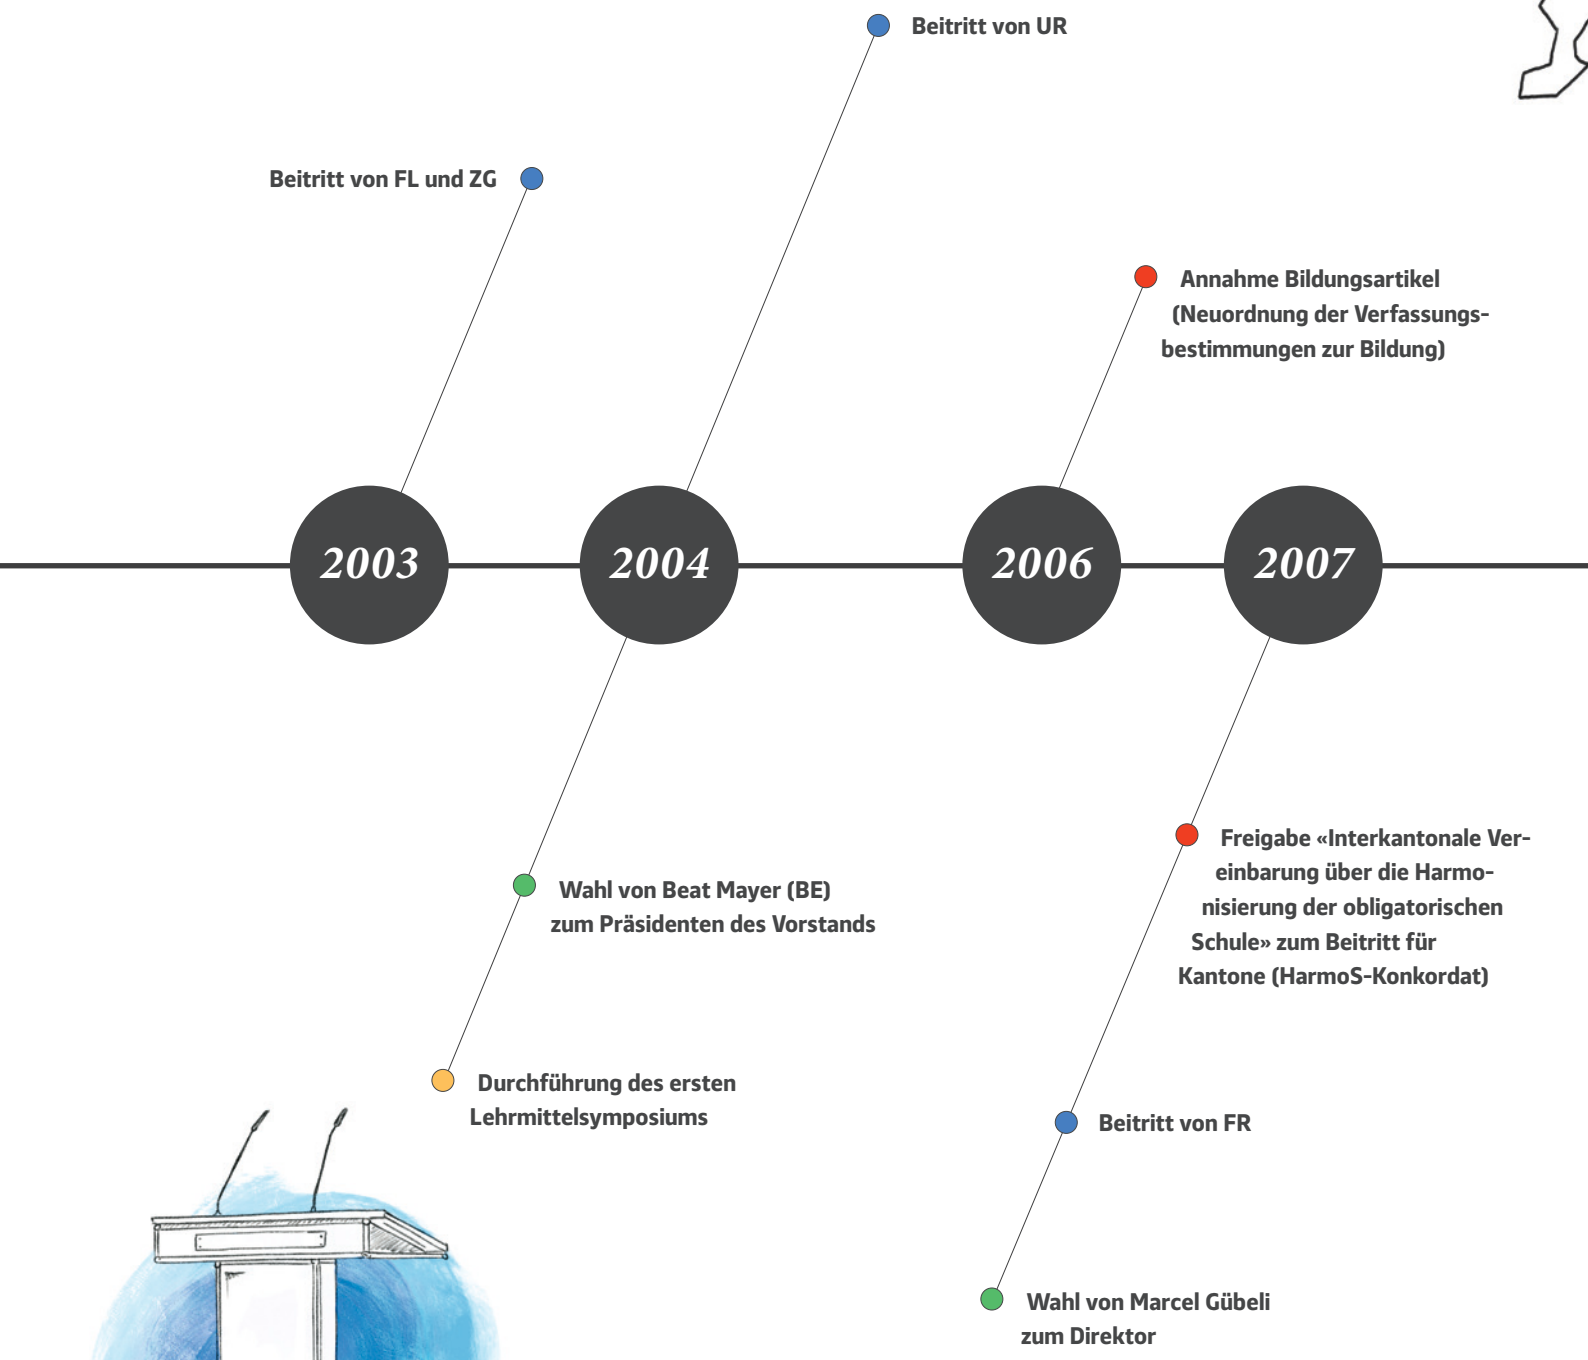 Beitritt von UR
Beitritt von FL und ZG
Annahme Bildungsartikel
(Neuordnung der Verfassungs-
bestimmungen zur Bildung)
2003
2004
2006
2007
Freigabe «Interkantonale Ver-
einbarung über die Harmo-
nisierung der obligatorischen
Schule» zum Beitritt für
Kantone (HarmoS-Konkordat)
Wahl von Beat Mayer (BE)
zum Präsidenten des Vorstands
Durchführung des ersten
Lehrmittelsymposiums
Beitritt von FR
Wahl von Marcel Gübeli
zum Direktor